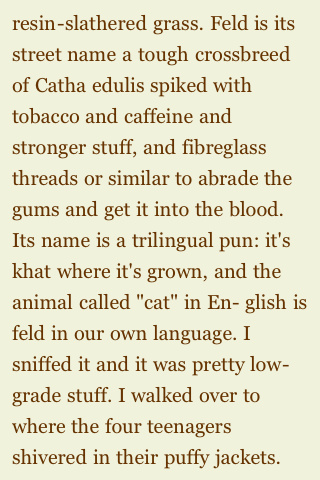 resin-slathered grass. Feld is its
street name a tough crossbreed
of Catha edulis spiked with
tobacco and caffeine and
stronger stuff, and fibreglass
threads or similar to abrade the
gums and get it into the blood.
Its name is a trilingual pun: it's
khat where it's grown, and the
animal called "cat" in En- glish is
feld in our own language. I
sniffed it and it was pretty low-
grade stuff. I walked over to
where the four teenagers
shivered in their puffy jackets.